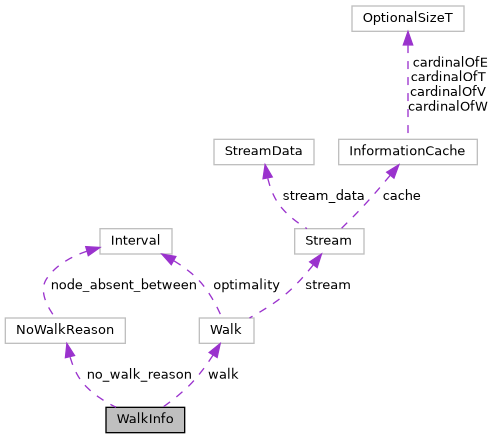 OptionalSizeT
cardinalOfE
cardinalOfT
cardinalOfV
cardinalOfW
StreamData
InformationCache
stream_data
cache
Interval
Stream
node_absent_between
optimality
stream
NoWalkReason
Walk
no_walk_reason
walk
WalkInfo